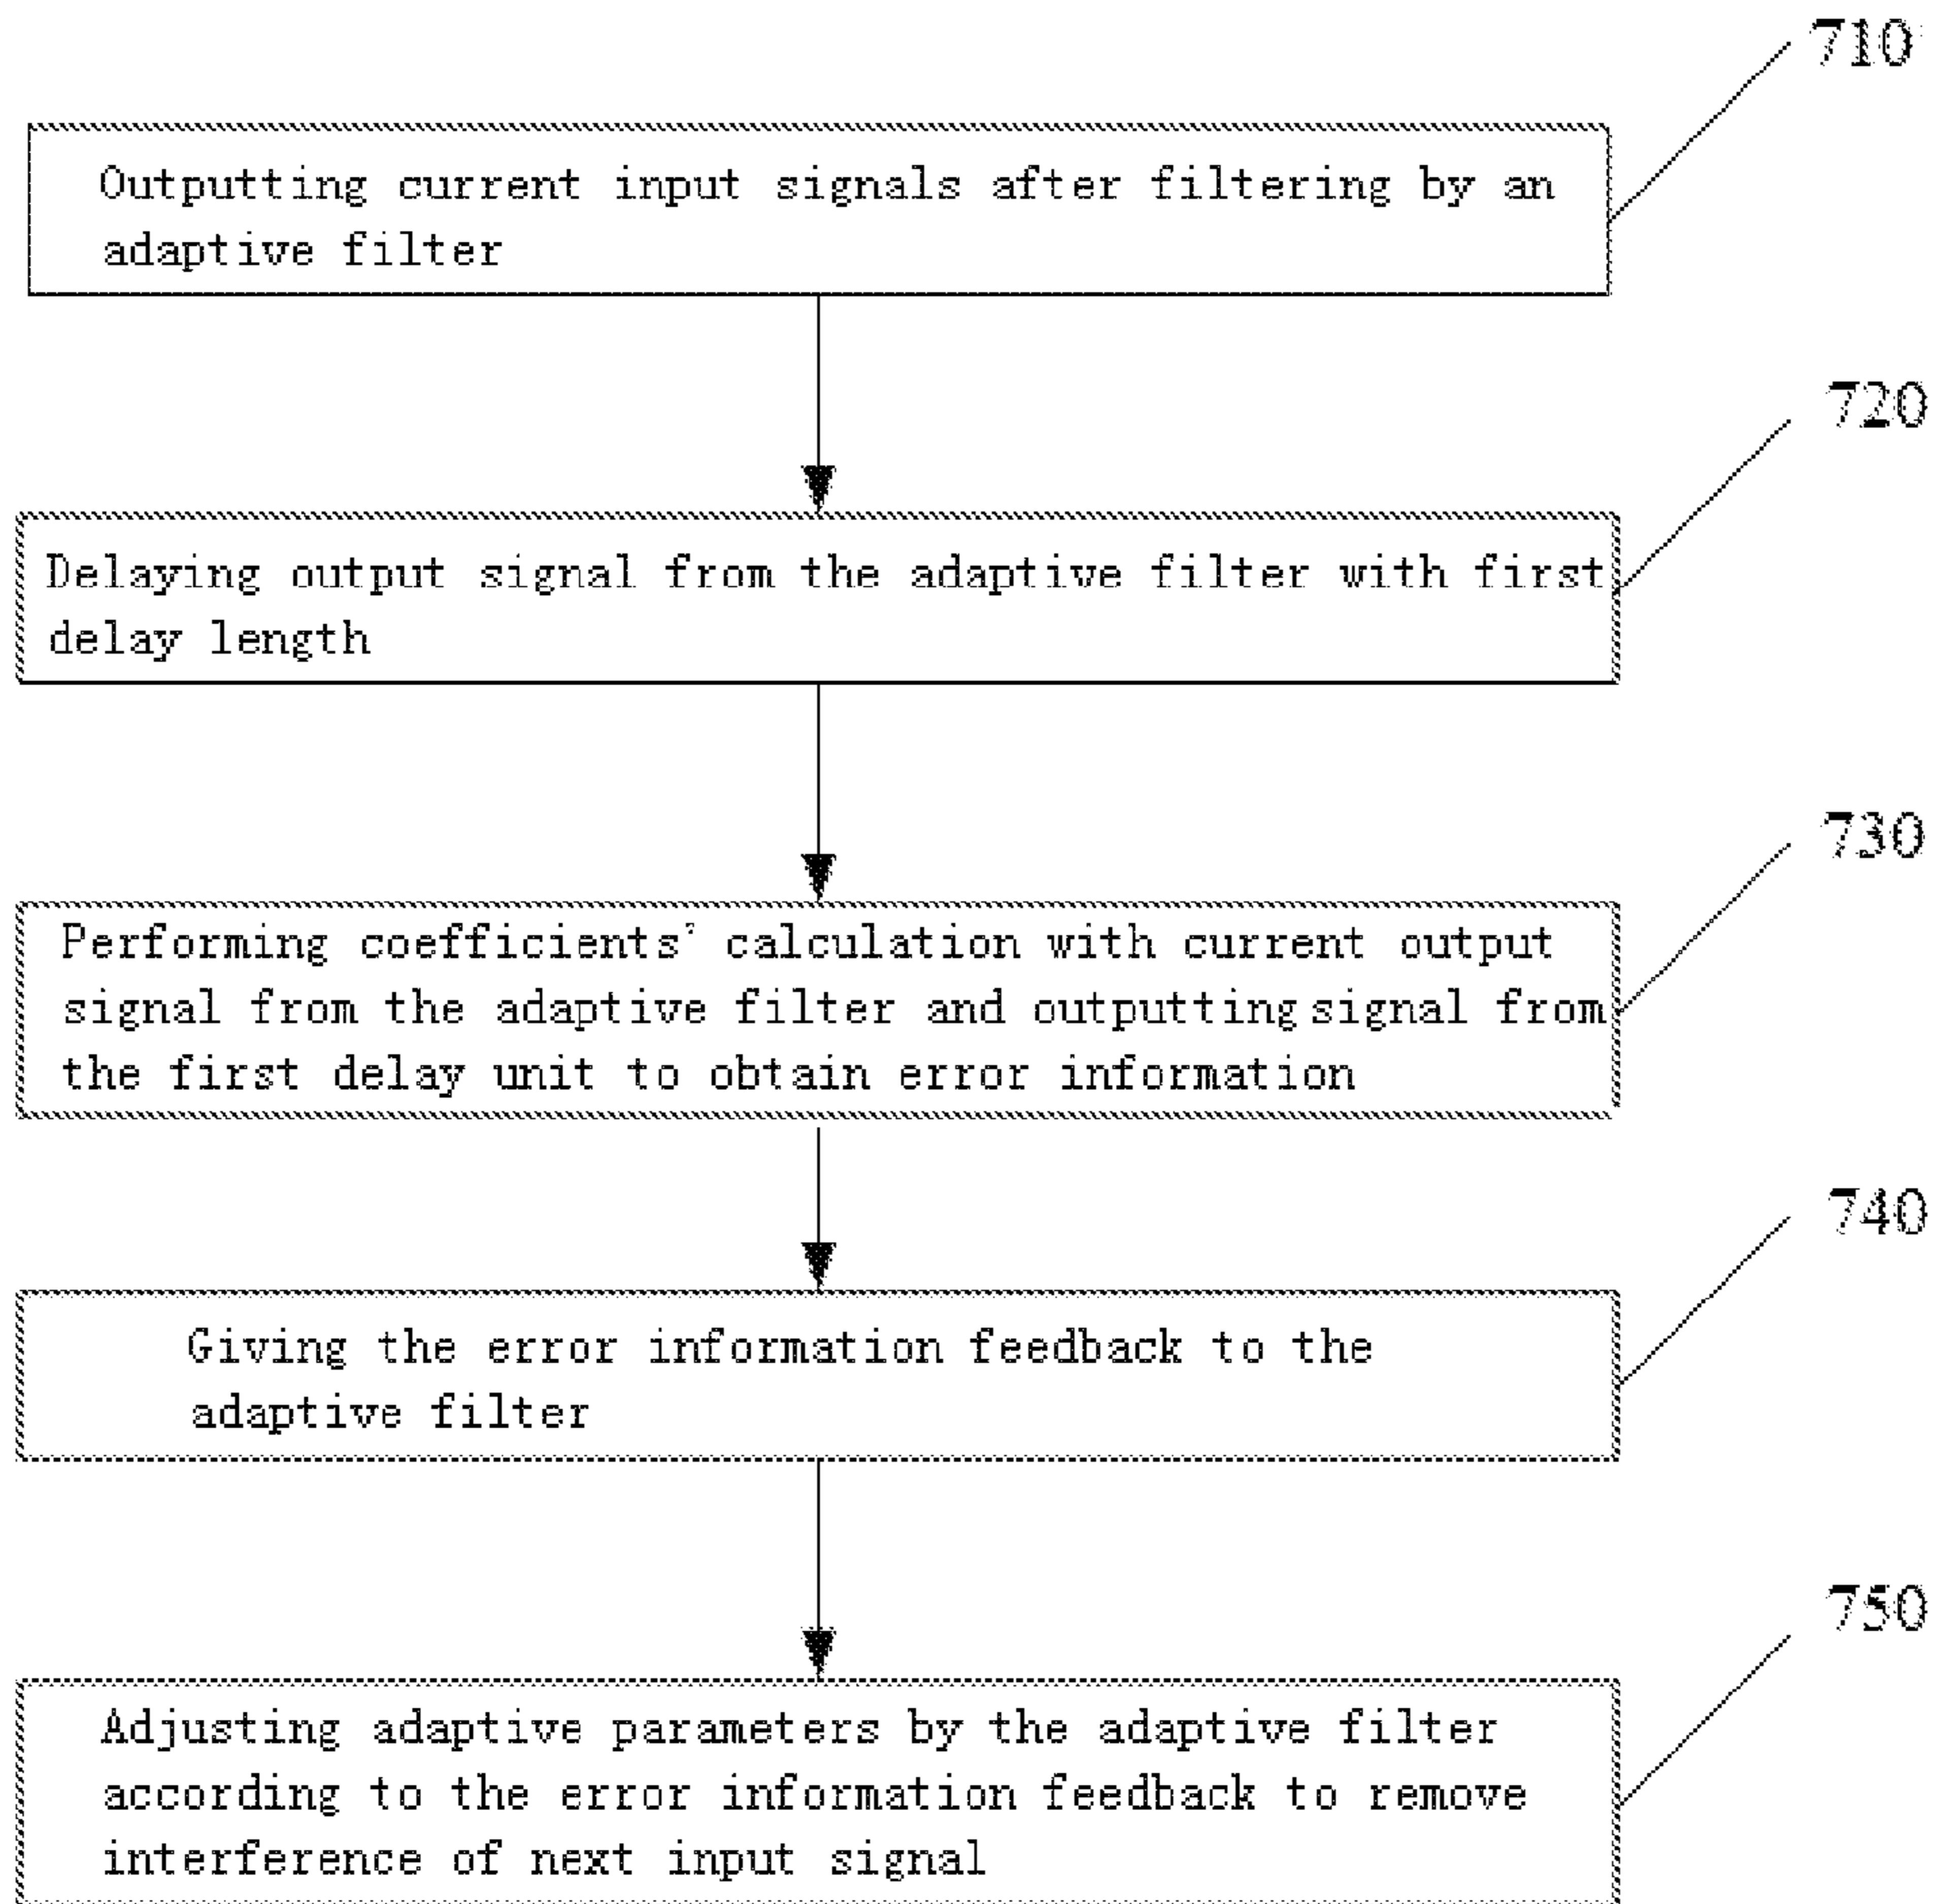 710
Outputting current input signals after filtering by an
adaptive filter
720
Delaying output signal from the adaptive filter with first
delay length
730
Performing coefficients' calculation with current output
signal from the adaptive filter and outputting signal from
the first delay unit to obtain error information
740
Giving the error information feedback to the
adaptive filter
750
Adjusting adaptive parameters by the adaptive filter
according to the error information feedback to remove
interference of next input signal